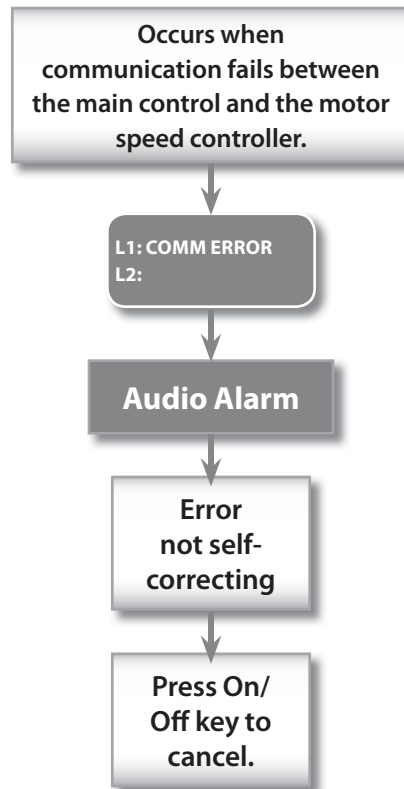 Occurs when
communication fails between
the main control and the motor
speed controller.
L1: COMM ERROR
L2:
Audio Alarm
Error
not self-
correcting
Press On/
Off key to
cancel.